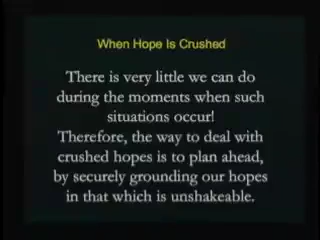 When Hope Is Crushed
There is very little we can do
during the moments when such
situations occur!
Therefore, the way to deal with
crushed hopes is to plan ahead,
by securely grounding our hopes
in that which is unshakeable.